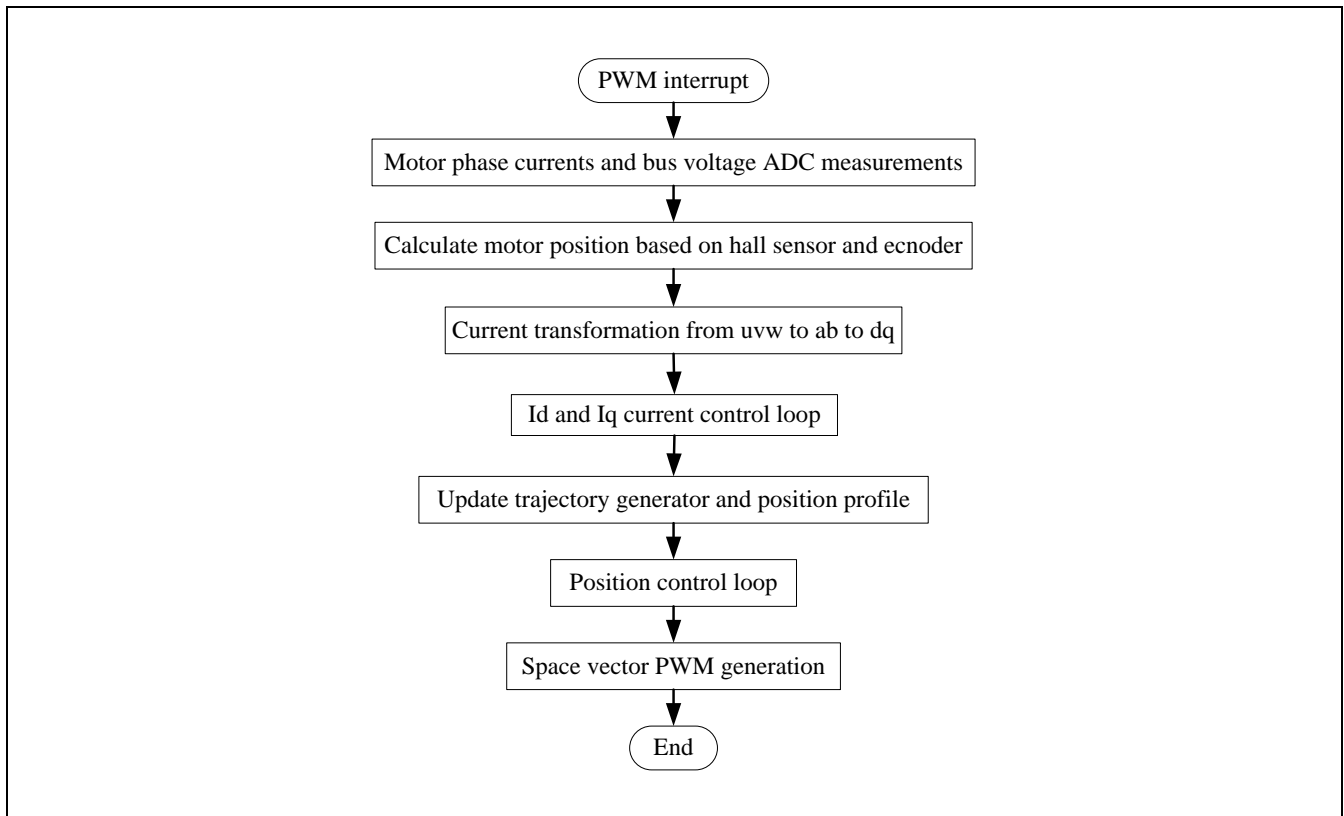 PWM interrupt
Motor phase currents and bus voltage ADC measurements
Calculate motor position based on hall sensor and ecnoder
Current transformation from uvw to ab to dq
Id and Iq current control loop
Update trajectory generator and position profile
Position control loop
Space vector PWM generation
End